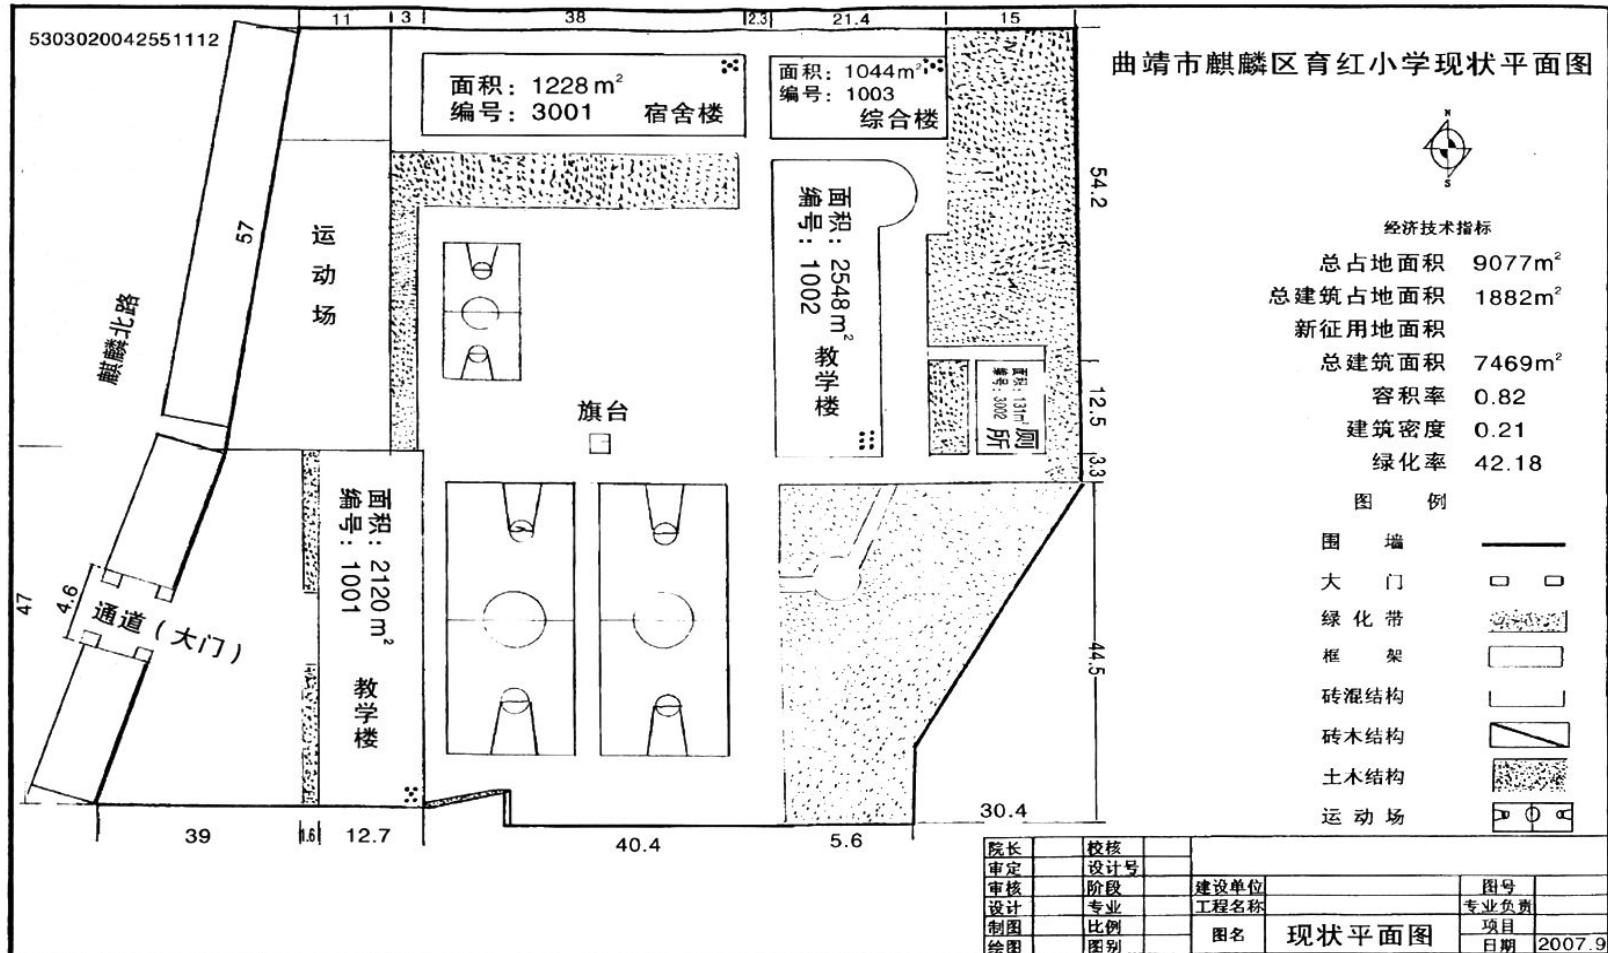 11 3 38 2.3 21.4 15
5303020042551112
曲靖市麒麟区育红小学现状平面图
面积：1228m²
编号：3001 宿舍楼
面积：1044m²
编号：1003
综合楼
N
S
57
运动场
麒麟北路
面积：2548m² 教学楼
编号：1002
54.2
旗台
面积：131m²
编号：3002
厕所
12.5
3.3
经济技术指标
总占地面积 9077m²
总建筑占地面积 1882m²
新征用地面积
总建筑面积 7469m²
容积率 0.82
建筑密度 0.21
绿化率 42.18
图例
围墙
大门
绿化带
框架
砖混结构
砖木结构
土木结构
运动场
47
4.6
通道（大门）
面积：2120m² 教学楼
编号：1001
44.5
30.4
39 1.6 12.7 40.4 5.6
院长 校核
审定 设计号
审核 阶段 建设单位 图号
设计 专业 工程名称 专业负责
制图 比例 图名 现状平面图 项目
绘图 图别 日期 2007.9